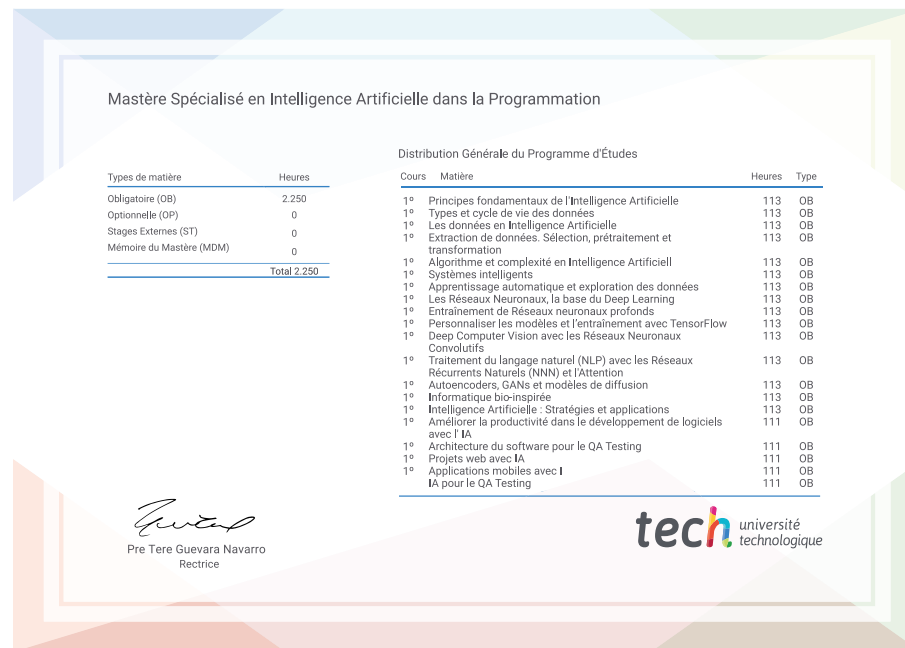 Mastère Spécialisé en Intelligence Artificielle dans la Programmation
Types de matière Heures
Obligatoire (OB) 2.250
Optionnelle (OP) 0
Stages Externes (ST) 0
Mémoire du Mastère (MDM) 0
Total 2.250
Distribution Générale du Programme d'Études
Cours Matière Heures Type
1º Principes fondamentaux de l'Intelligence Artificielle 113 OB
1º Types et cycle de vie des données 113 OB
1º Les données en Intelligence Artificielle 113 OB
1º Extraction de données. Sélection, prétraitement et 113 OB
transformation
1º Algorithme et complexité en Intelligence Artificiell 113 OB
1º Systèmes intelligents 113 OB
1º Apprentissage automatique et exploration des données 113 OB
1º Les Réseaux Neuronaux, la base du Deep Learning 113 OB
1º Entraînement de Réseaux neuronaux profonds 113 OB
1º Personnaliser les modèles et l'entraînement avec TensorFlow 113 OB
1º Deep Computer Vision avec les Réseaux Neuronaux 113 OB
Convolutifs
1º Traitement du langage naturel (NLP) avec les Réseaux 113 OB
Récurrents Naturels (NNN) et l'Attention
1º Autoencoders, GANs et modèles de diffusion 113 OB
1º Informatique bio-inspirée 113 OB
1º Intelligence Artificielle : Stratégies et applications 113 OB
1º Améliorer la productivité dans le développement de logiciels 111 OB
avec l' IA
1º Architecture du software pour le QA Testing 111 OB
1º Projets web avec IA 111 OB
1º Applications mobiles avec I 111 OB
IA pour le QA Testing 111 OB
Pre Tere Guevara Navarro
Rectrice
tech université
technologique